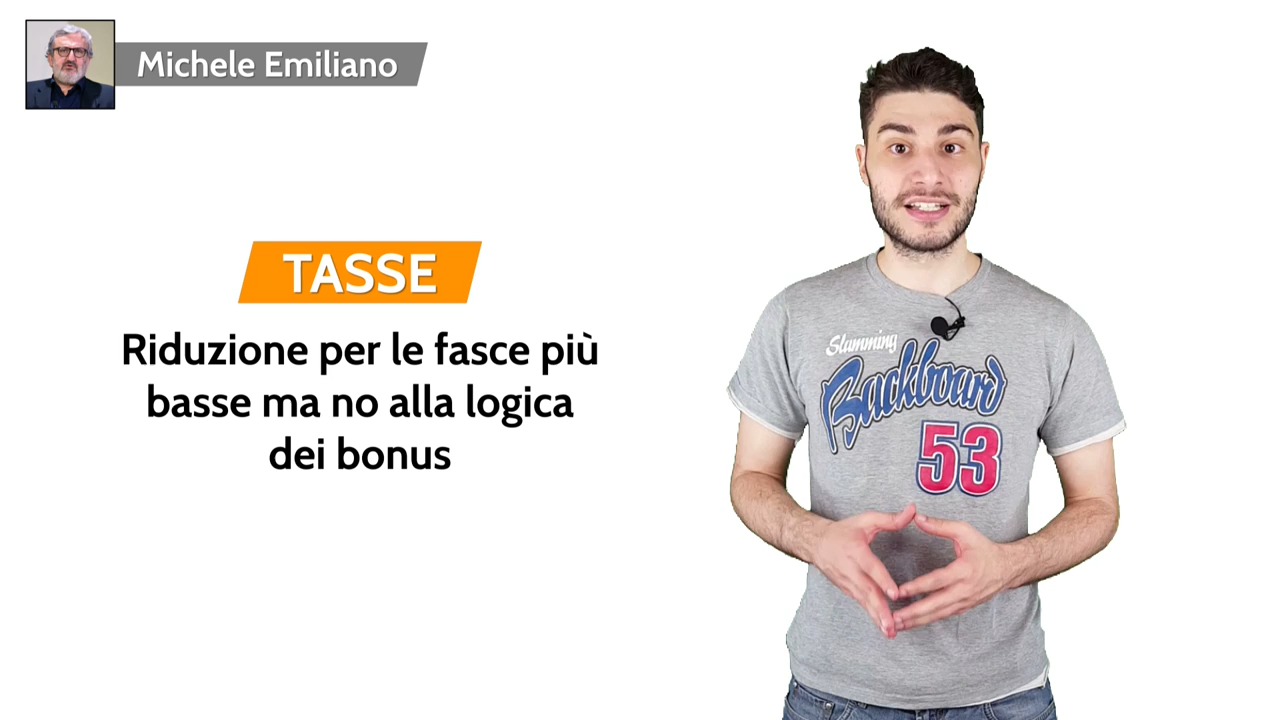 Michele Emiliano
TASSE
Riduzione per le fasce più
basse ma no alla logica
dei bonus
Slamming
Backboard
53